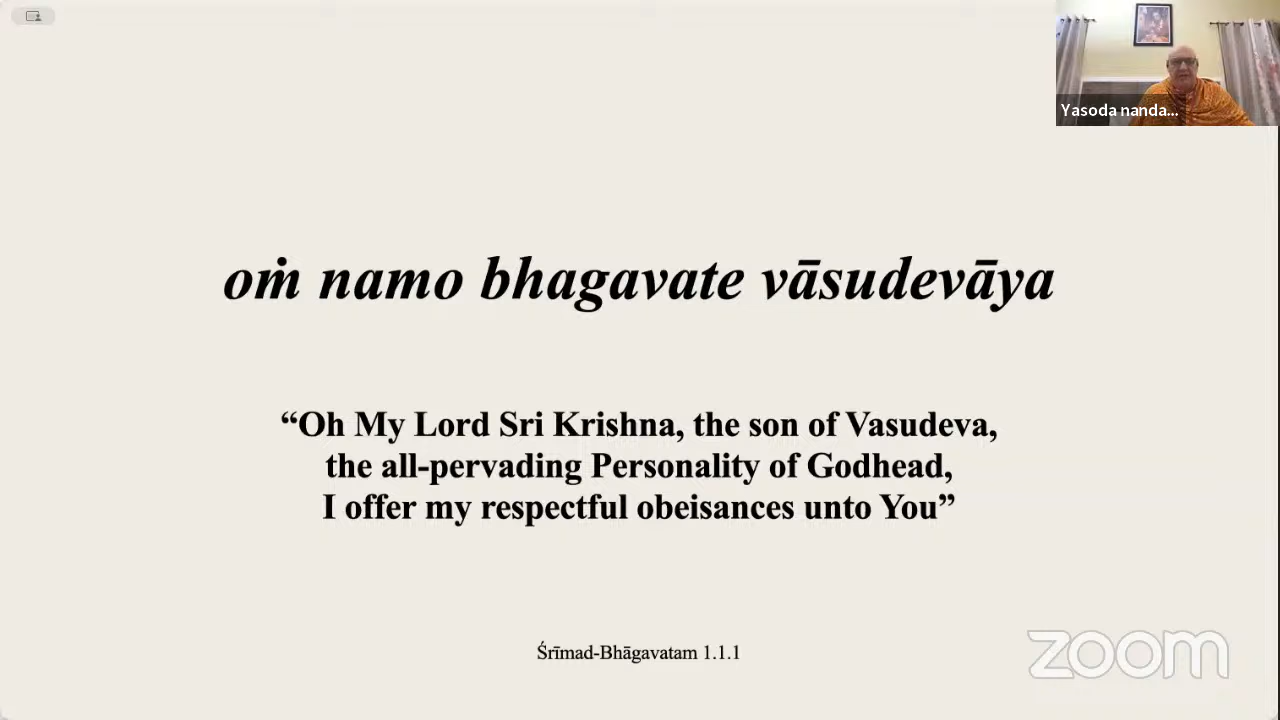 Yasoda nanda...
oṁ namo bhagavate vāsudevāya
“Oh My Lord Sri Krishna, the son of Vasudeva,
the all-pervading Personality of Godhead,
I offer my respectful obeisances unto You”
Śrīmad-Bhāgavatam 1.1.1
zoom